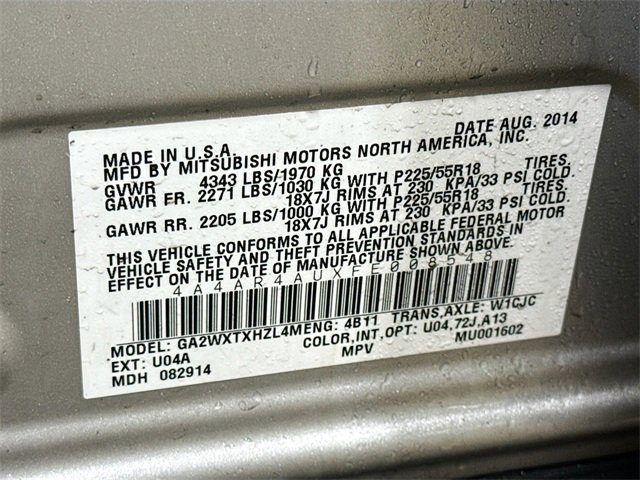 MADE IN U.S.A. DATE AUG. 2014
MFD BY MITSUBISHI MOTORS NORTH AMERICA, INC.
GVWR 4343 LBS/1970 KG
GAWR FR. 2271 LBS/1030 KG WITH P225/55R18 TIRES,
18X7J RIMS AT 230 KPA/33 PSI COLD.
GAWR RR. 2205 LBS/1000 KG WITH P225/55R18 TIRES,
18X7J RIMS AT 230 KPA/33 PSI COLD.
THIS VEHICLE CONFORMS TO ALL APPLICABLE FEDERAL MOTOR
VEHICLE SAFETY AND THEFT PREVENTION STANDARDS IN
EFFECT ON THE DATE OF MANUFACTURE SHOWN ABOVE.
4A4AR4AUXFE008548
MODEL: GA2WXTXHZL4MENG: 4B11 TRANS,AXLE: W1CJC
EXT: U04A COLOR,INT,OPT: U04,72J,A13
MDH 082914 MPV MU001602